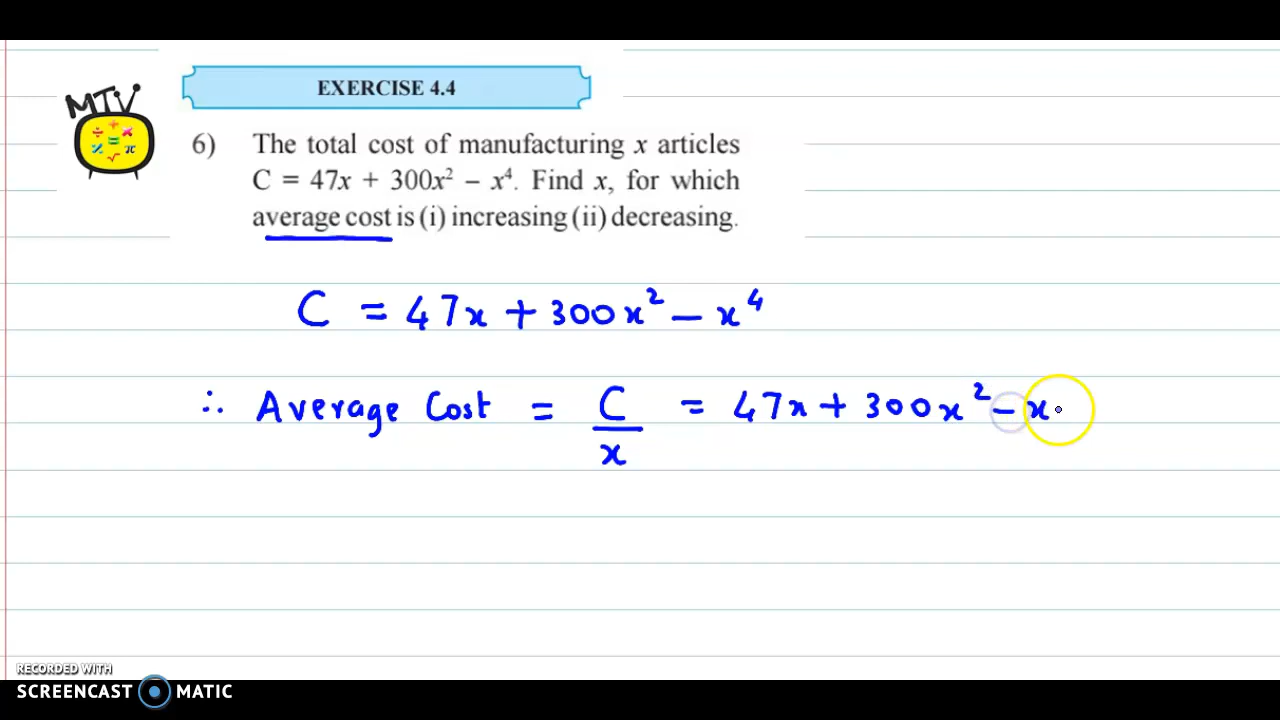 EXERCISE 4.4
MTV
6) The total cost of manufacturing x articles
C = 47x + 300x² – x⁴. Find x, for which
average cost is (i) increasing (ii) decreasing.
C = 47x + 300x² – x⁴
∴ Average Cost = C/x = 47x + 300x² – x
RECORDED WITH
SCREENCAST MATIC